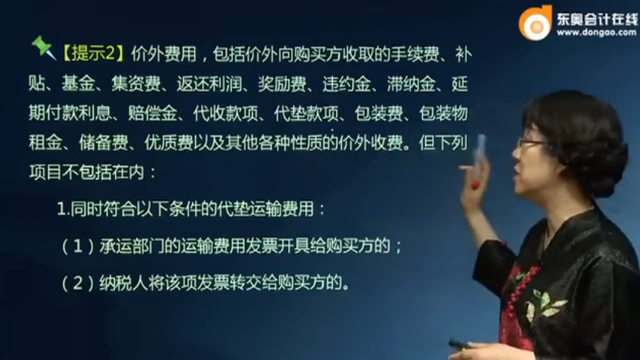 东奥会计在线
www.dongao.com
【提示2】价外费用，包括价外向购买方收取的手续费、补
贴、基金、集资费、返还利润、奖励费、违约金、滞纳金、延
期付款利息、赔偿金、代收款项、代垫款项、包装费、包装物
租金、储备费、优质费以及其他各种性质的价外收费。但下列
项目不包括在内：
1.同时符合以下条件的代垫运输费用：
（1）承运部门的运输费用发票开具给购买方的；
（2）纳税人将该项发票转交给购买方的。